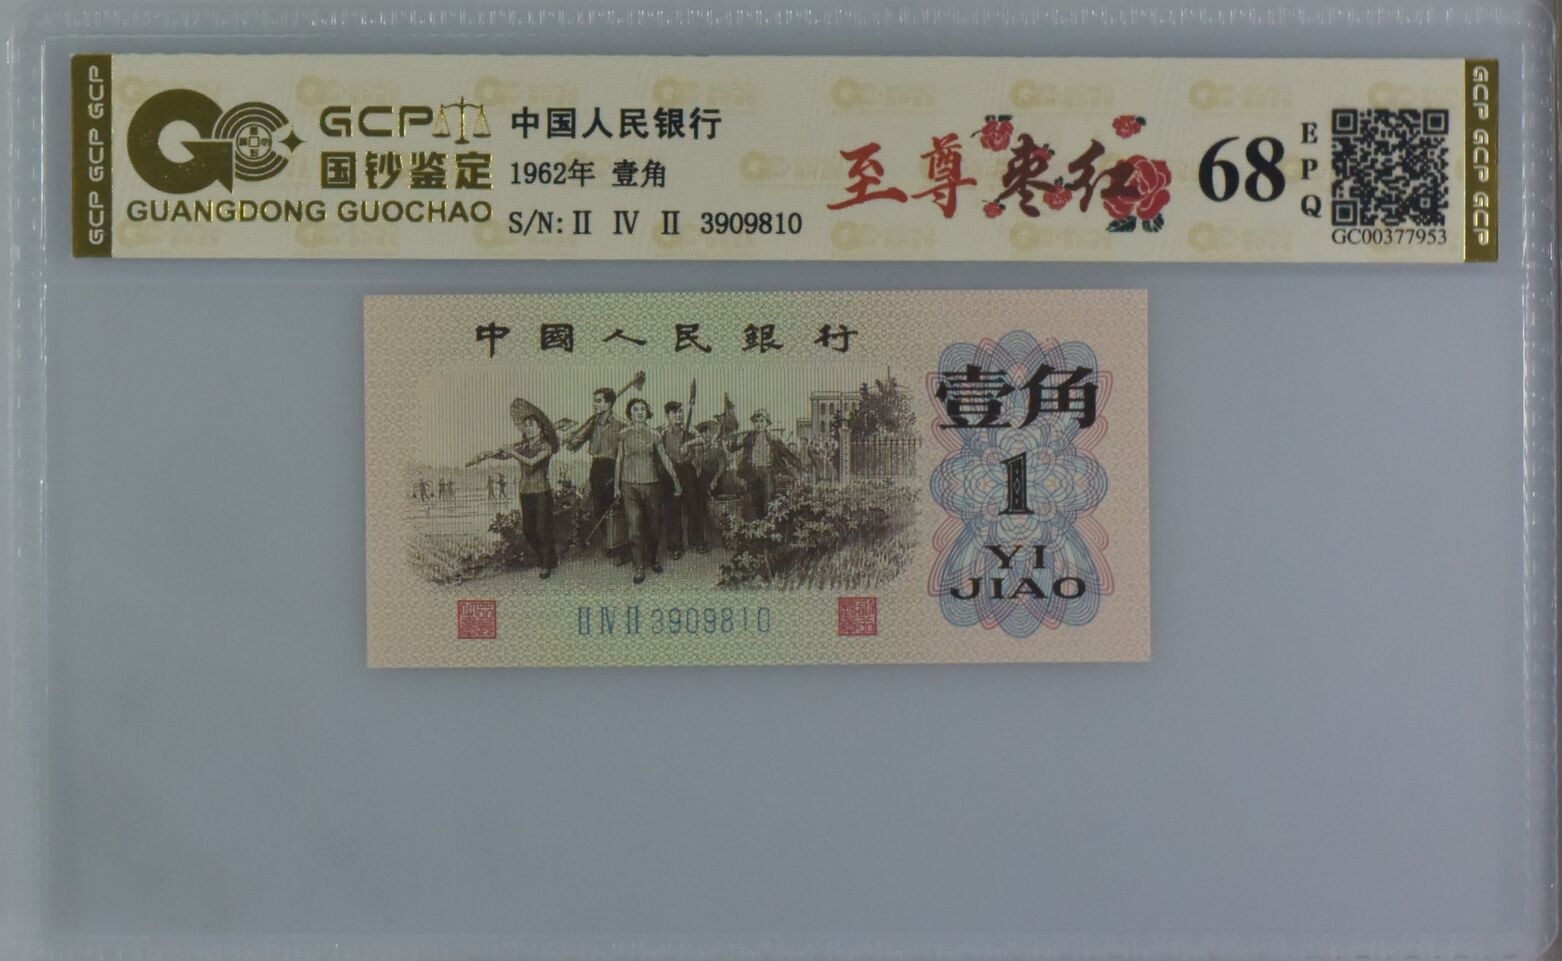 GCP GCP GCP
GCP
国钞鉴定
GUANGDONG GUOCHAO
中国人民银行
1962年 壹角
S/N: Ⅱ Ⅳ Ⅱ 3909810
至尊枣红
68
EPQ
GC00377953
GCP GCP GCP
中國人民銀行
壹角
1
YI
JIAO
Ⅱ Ⅳ Ⅱ 3909810